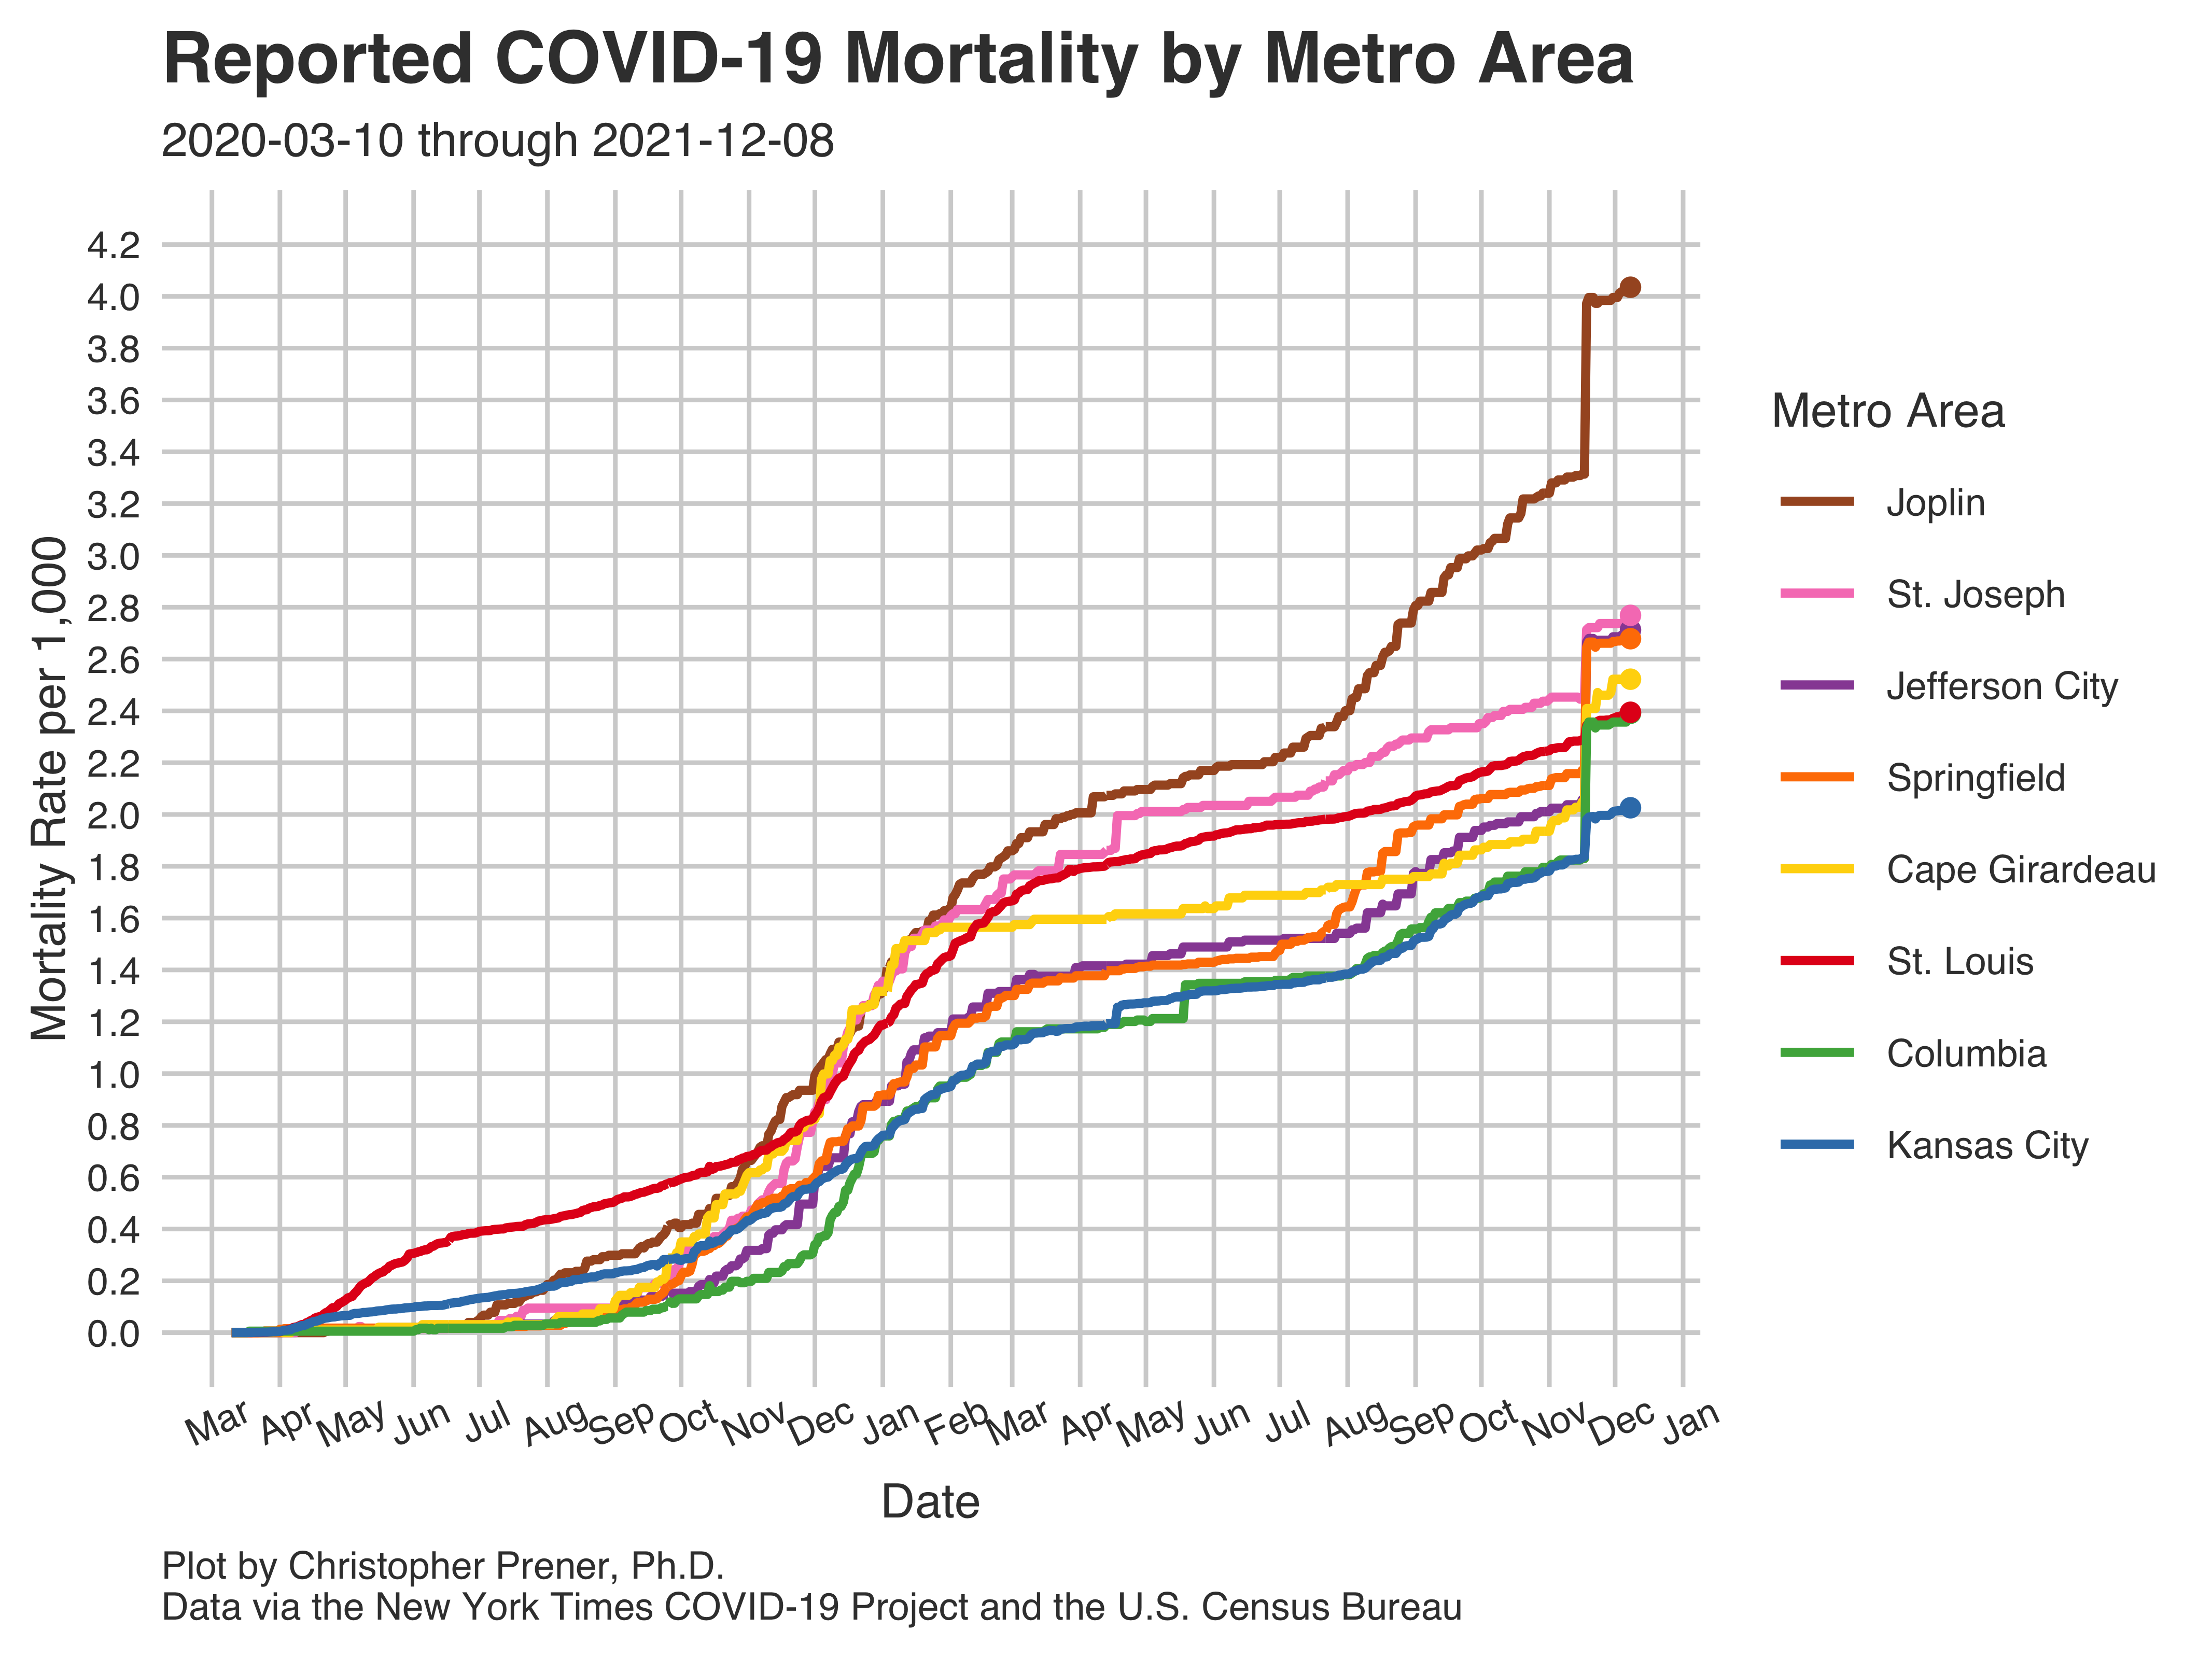 Reported COVID-19 Mortality by Metro Area
2020-03-10 through 2021-12-08
Mortality Rate per 1,000
4.2
4.0
3.8
3.6
3.4
3.2
3.0
2.8
2.6
2.4
2.2
2.0
1.8
1.6
1.4
1.2
1.0
0.8
0.6
0.4
0.2
0.0
Mar Apr May Jun Jul Aug Sep Oct Nov Dec Jan Feb Mar Apr May Jun Jul Aug Sep Oct Nov Dec Jan
Date
Metro Area
Joplin
St. Joseph
Jefferson City
Springfield
Cape Girardeau
St. Louis
Columbia
Kansas City
Plot by Christopher Prener, Ph.D.
Data via the New York Times COVID-19 Project and the U.S. Census Bureau